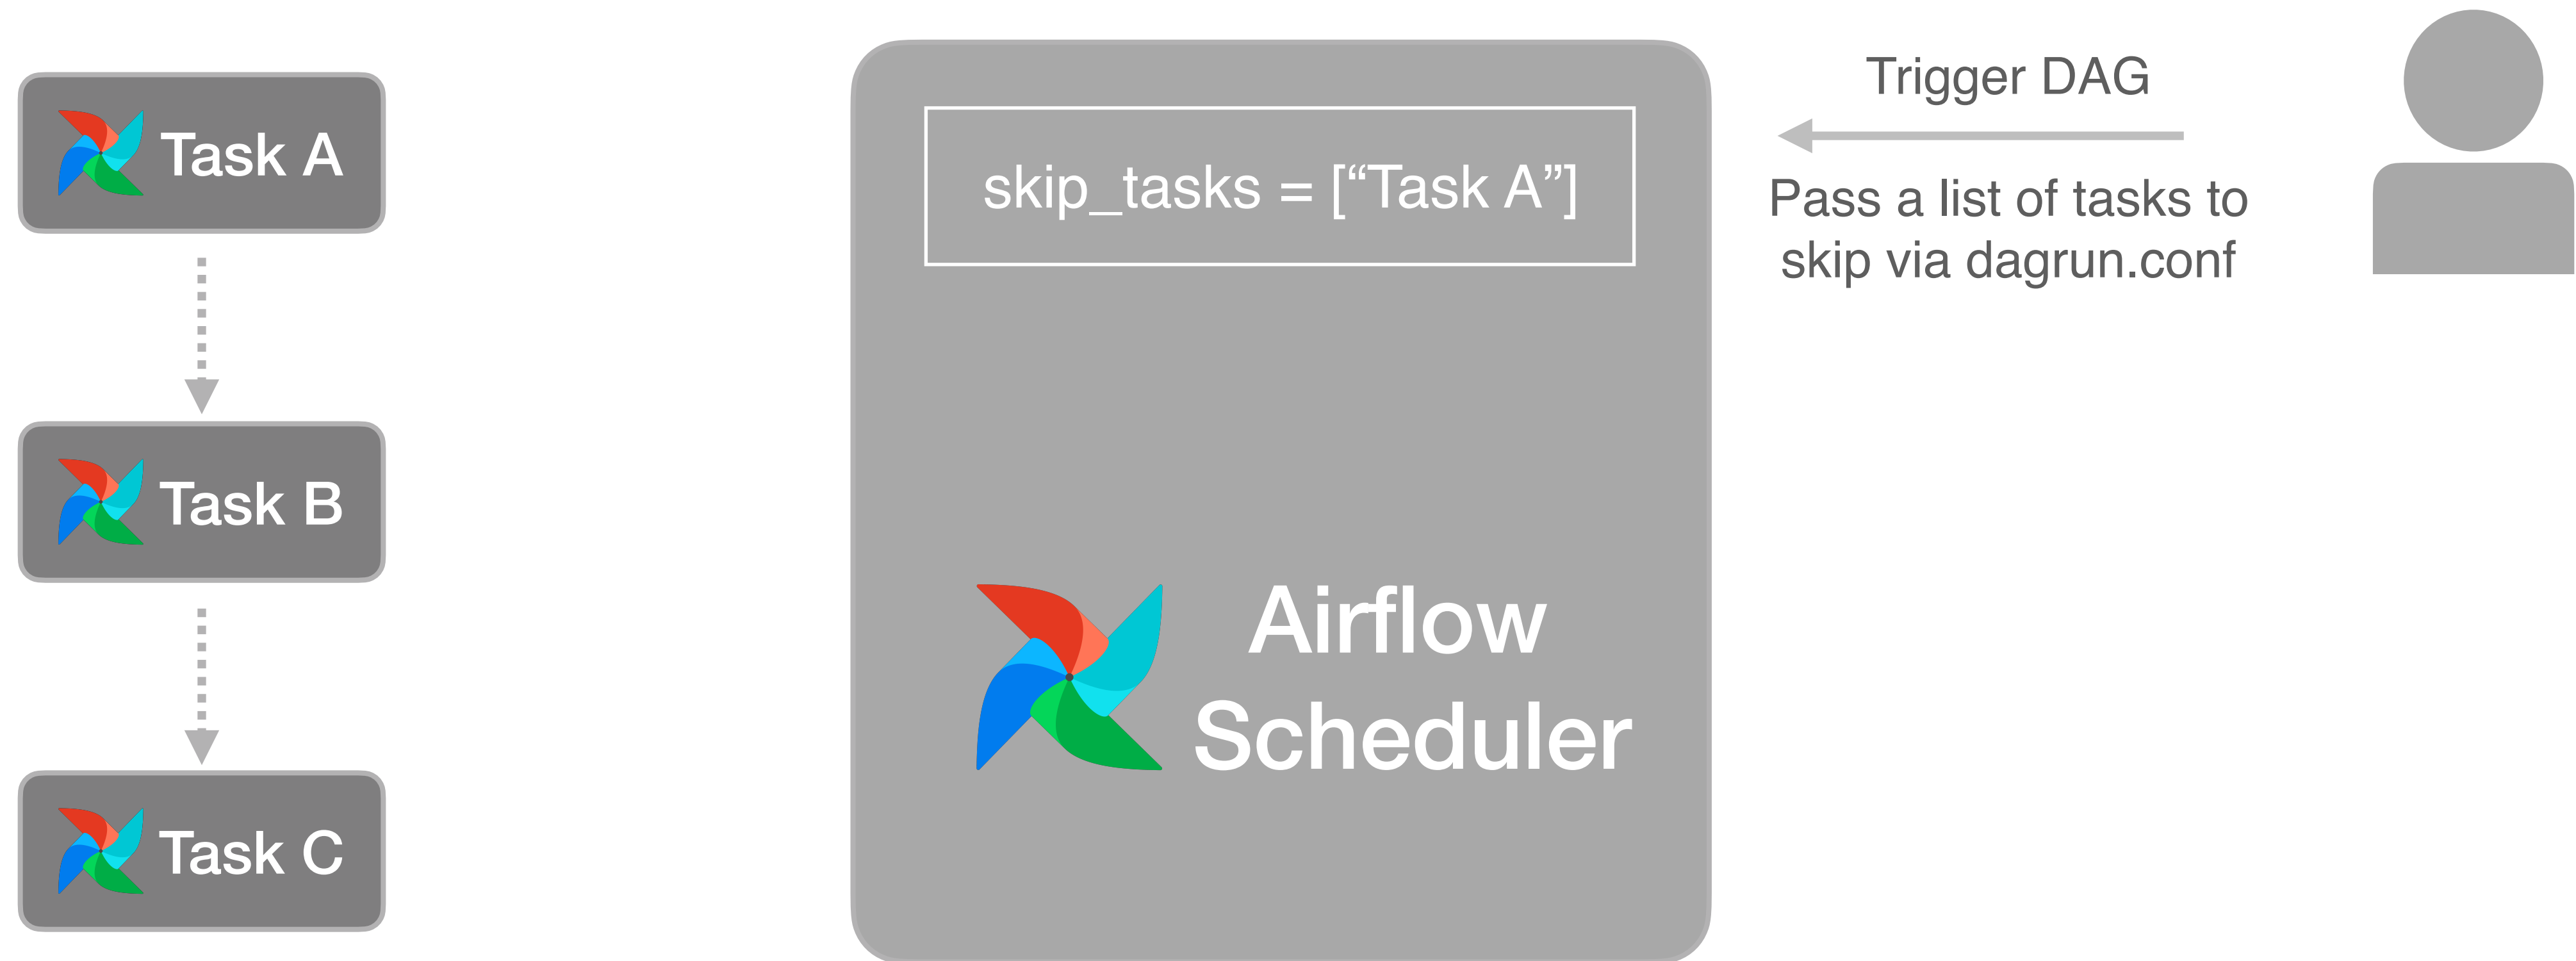 Task A
Task B
Task C
skip_tasks = [“Task A”]
Airflow
Scheduler
Trigger DAG
Pass a list of tasks to
skip via dagrun.conf